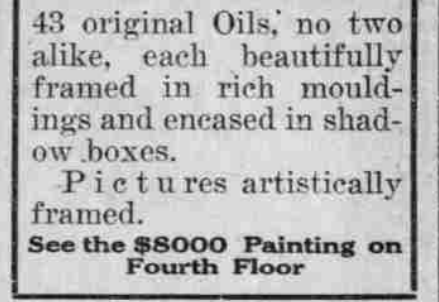 43 original Oils, no two
alike, each beautifully
framed in rich mould-
ings and encased in shad-
ow boxes.
Pictures artistically
framed.
See the $8000 Painting on
Fourth Floor